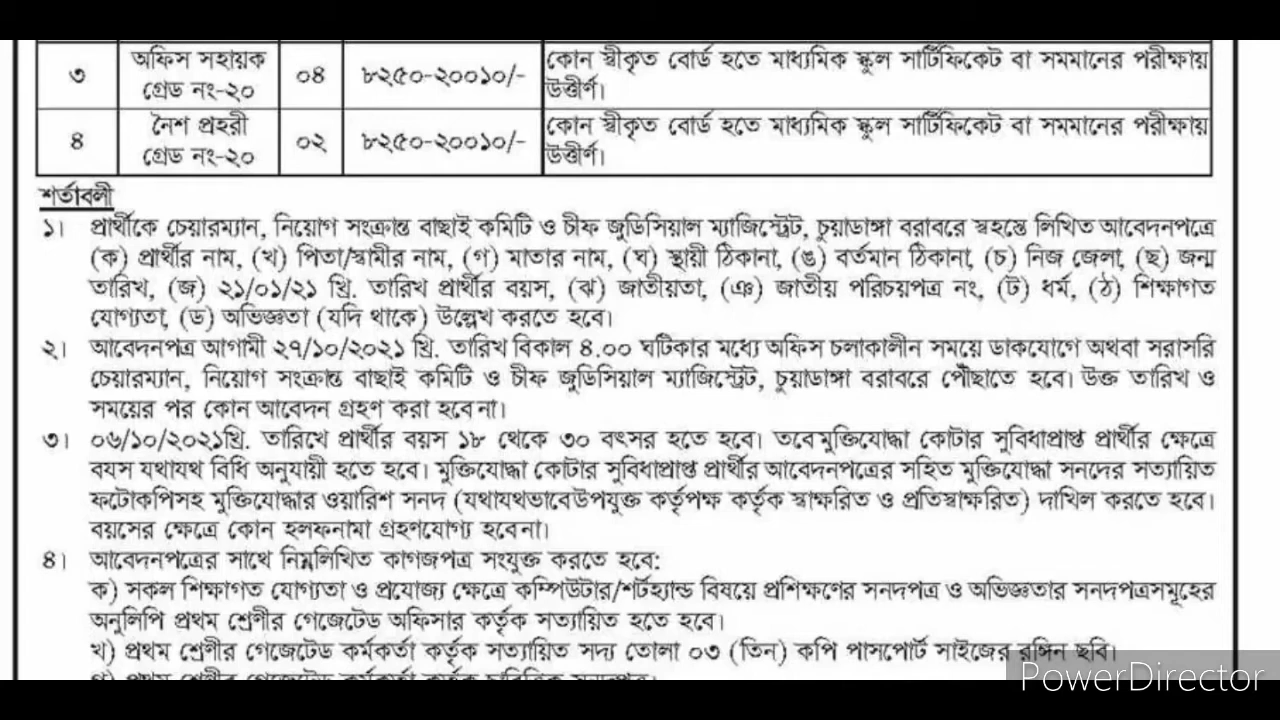 ৩ অফিস সহায়ক গ্রেড নং-২০ ০৪ ৮২৫০-২০০১০/- কোন স্বীকৃত বোর্ড হতে মাধ্যমিক স্কুল সার্টিফিকেট বা সমমানের পরীক্ষায় উত্তীর্ণ।
৪ নৈশ প্রহরী গ্রেড নং-২০ ০২ ৮২৫০-২০০১০/- কোন স্বীকৃত বোর্ড হতে মাধ্যমিক স্কুল সার্টিফিকেট বা সমমানের পরীক্ষায় উত্তীর্ণ।
শর্তাবলী
১। প্রার্থীকে চেয়ারম্যান, নিয়োগ সংক্রান্ত বাছাই কমিটি ও চীফ জুডিসিয়াল ম্যাজিস্ট্রেট, চুয়াডাঙ্গা বরাবরে স্বহস্তে লিখিত আবেদনপত্রে
(ক) প্রার্থীর নাম, (খ) পিতা/স্বামীর নাম, (গ) মাতার নাম, (ঘ) স্থায়ী ঠিকানা, (ঙ) বর্তমান ঠিকানা, (চ) নিজ জেলা, (ছ) জন্ম
তারিখ, (জ) ২১/০১/২১ খ্রি. তারিখ প্রার্থীর বয়স, (ঝ) জাতীয়তা, (ঞ) জাতীয় পরিচয়পত্র নং, (ট) ধর্ম, (ঠ) শিক্ষাগত
যোগ্যতা, (ড) অভিজ্ঞতা (যদি থাকে) উল্লেখ করতে হবে।
২। আবেদনপত্র আগামী ২৭/১০/২০২১ খ্রি. তারিখ বিকাল ৪.০০ ঘটিকার মধ্যে অফিস চলাকালীন সময়ে ডাকযোগে অথবা সরাসরি
চেয়ারম্যান, নিয়োগ সংক্রান্ত বাছাই কমিটি ও চীফ জুডিসিয়াল ম্যাজিস্ট্রেট, চুয়াডাঙ্গা বরাবরে পৌঁছাতে হবে। উক্ত তারিখ ও
সময়ের পর কোন আবেদন গ্রহণ করা হবেনা।
৩। ০৬/১০/২০২১খ্রি. তারিখে প্রার্থীর বয়স ১৮ থেকে ৩০ বৎসর হতে হবে। তবে মুক্তিযোদ্ধা কোটার সুবিধাপ্রাপ্ত প্রার্থীর ক্ষেত্রে
বযস যথাযথ বিধি অনুযায়ী হতে হবে। মুক্তিযোদ্ধা কোটার সুবিধাপ্রাপ্ত প্রার্থীর আবেদনপত্রের সহিত মুক্তিযোদ্ধা সনদের সত্যায়িত
ফটোকপিসহ মুক্তিযোদ্ধার ওয়ারিশ সনদ (যথাযথভাবে উপযুক্ত কর্তৃপক্ষ কর্তৃক স্বাক্ষরিত ও প্রতিস্বাক্ষরিত) দাখিল করতে হবে।
বয়সের ক্ষেত্রে কোন হলফনামা গ্রহণযোগ্য হবেনা।
৪। আবেদনপত্রের সাথে নিম্নলিখিত কাগজপত্র সংযুক্ত করতে হবে:
ক) সকল শিক্ষাগত যোগ্যতা ও প্রযোজ্য ক্ষেত্রে কম্পিউটার/শর্টহ্যান্ড বিষয়ে প্রশিক্ষণের সনদপত্র ও অভিজ্ঞতার সনদপত্রসমূহের
অনুলিপি প্রথম শ্রেণীর গেজেটেড অফিসার কর্তৃক সত্যায়িত হতে হবে।
খ) প্রথম শ্রেণীর গেজেটেড কর্মকর্তা কর্তৃক সত্যায়িত সদ্য তোলা ০৩ (তিন) কপি পাসপোর্ট সাইজের রঙ্গিন ছবি।
PowerDirector